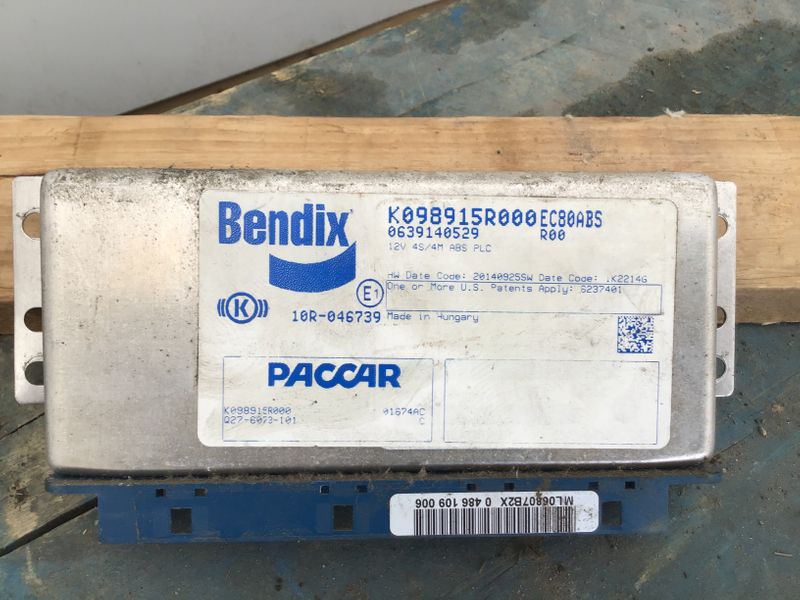 Bendix
K098915R000 EC80ABS
0639140529 R00
12V 4S/4M ABS PLC
HW Date Code: 20140925SW Date Code: 1K2214G
One or More U.S. Patents Apply: 6237401
E1
K
10R-046739 Made in Hungary
PACCAR
K098915R000 01674AC
Q27-6073-101 C
ML06807B2X 0 486 109 006